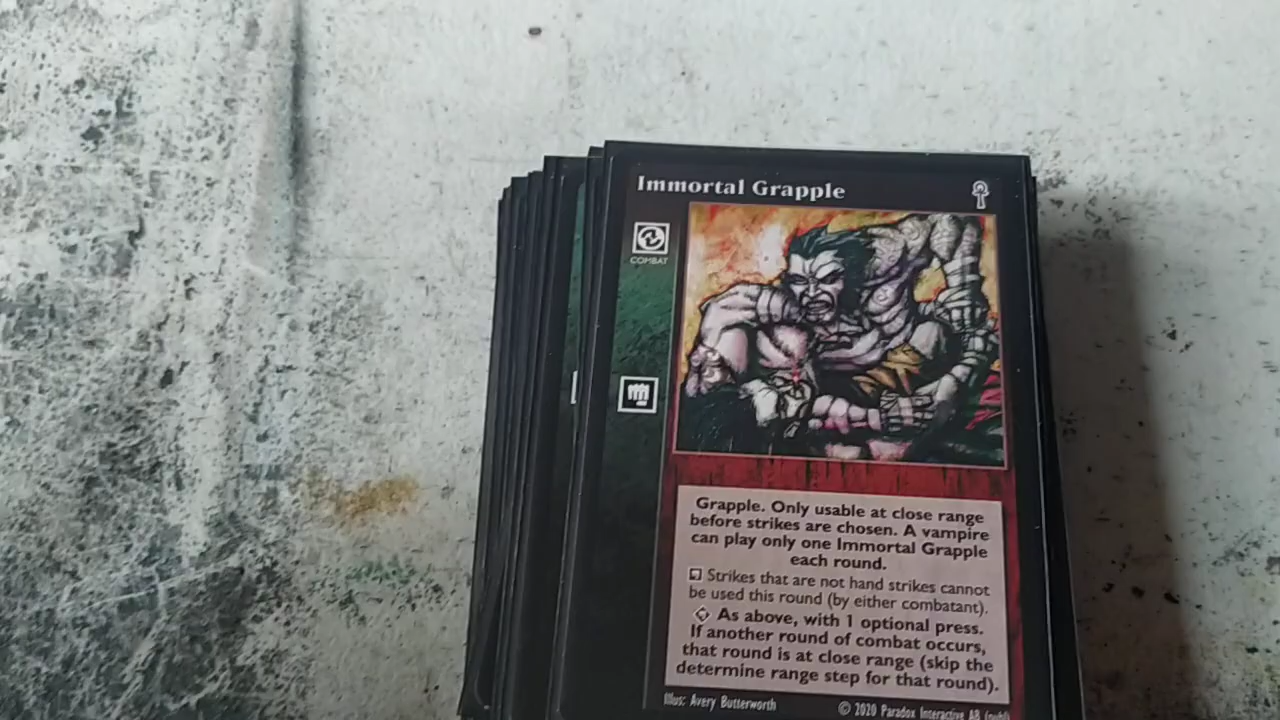 Immortal Grapple
COMBAT
Grapple. Only usable at close range
before strikes are chosen. A vampire
can play only one Immortal Grapple
each round.
Strikes that are not hand strikes cannot
be used this round (by either combatant).
As above, with 1 optional press.
If another round of combat occurs,
that round is at close range (skip the
determine range step for that round).
Illus: Avery Butterworth
© 2020 Paradox Interactive AB (publ)